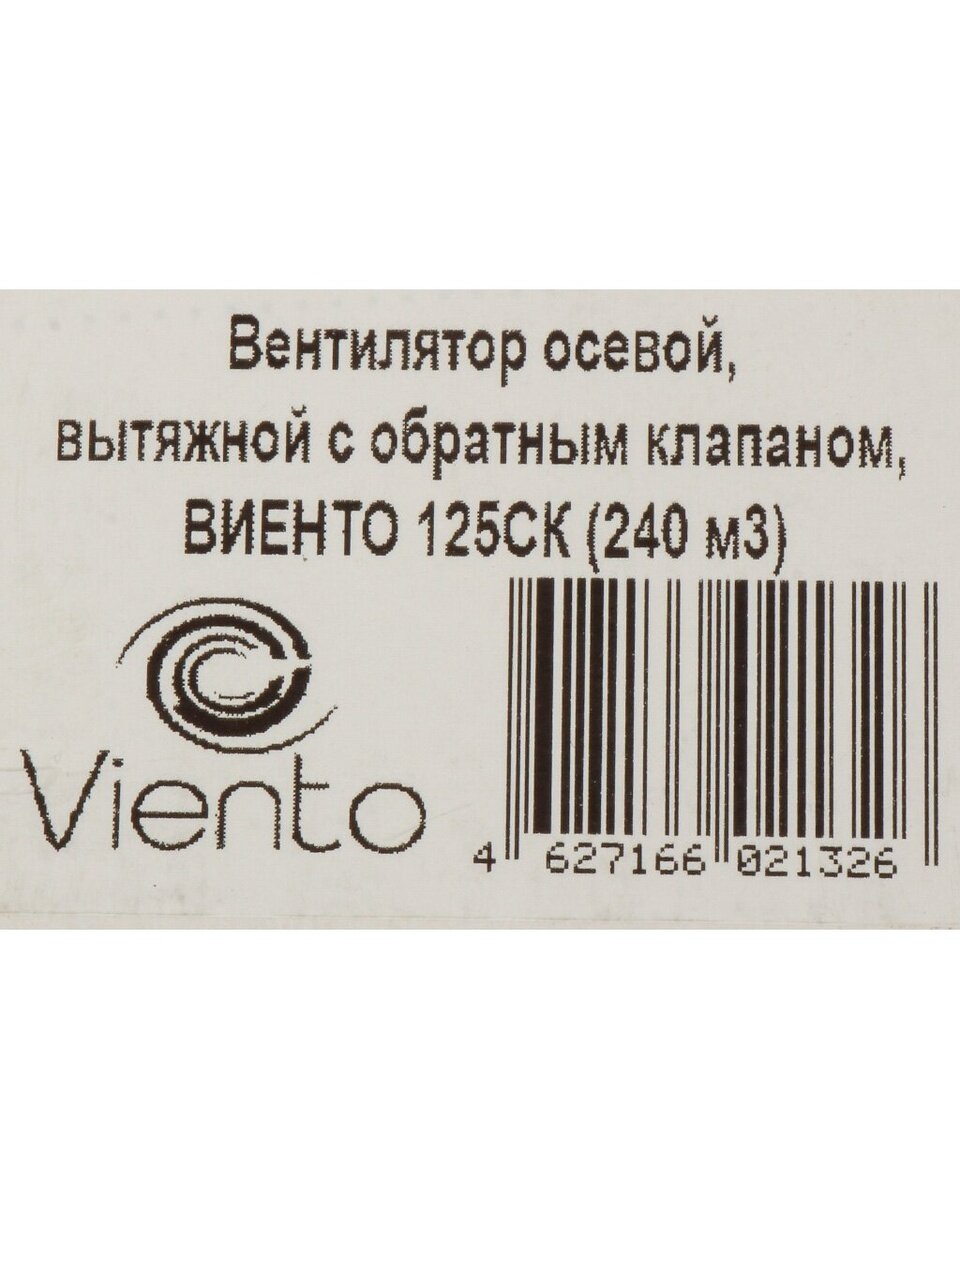 Вентилятор осевой,
вытяжной с обратным клапаном,
ВИЕНТО 125СК (240 м3)
Viento
4 627166 021326